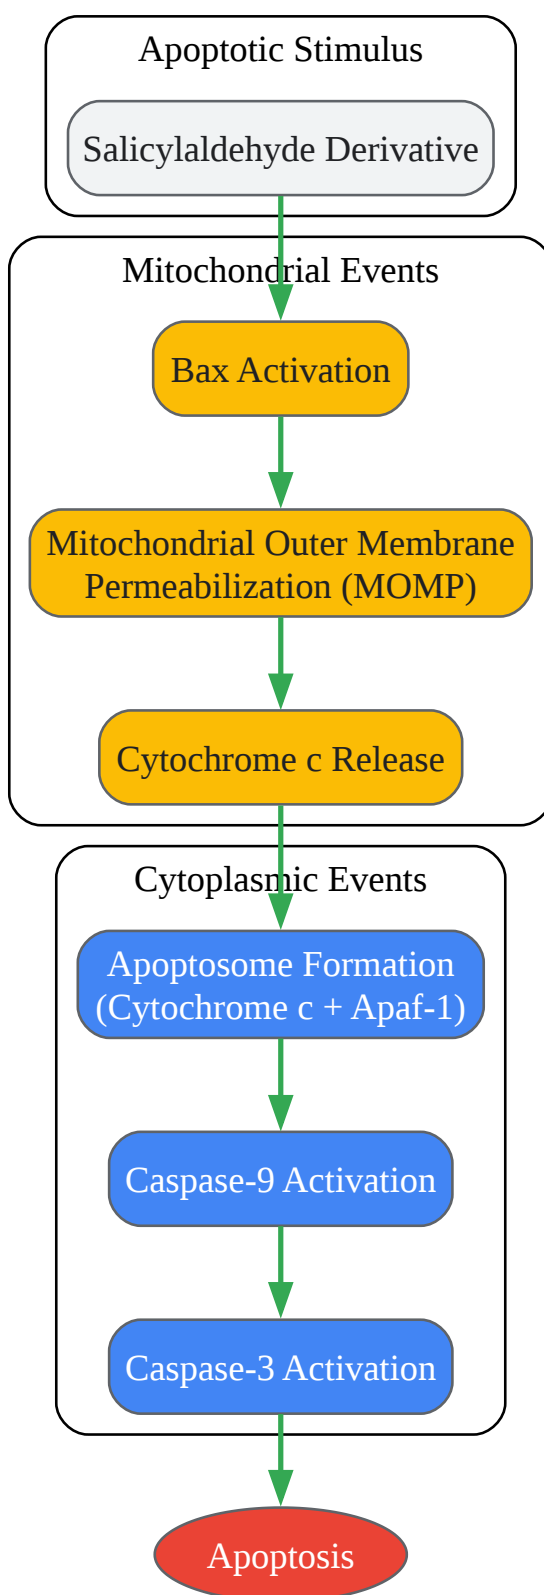 Apoptotic Stimulus
Salicylaldehyde Derivative
Mitochondrial Events
Bax Activation
Mitochondrial Outer Membrane
Permeabilization (MOMP)
Cytochrome c Release
Cytoplasmic Events
Apoptosome Formation
(Cytochrome c + Apaf-1)
Caspase-9 Activation
Caspase-3 Activation
Apoptosis